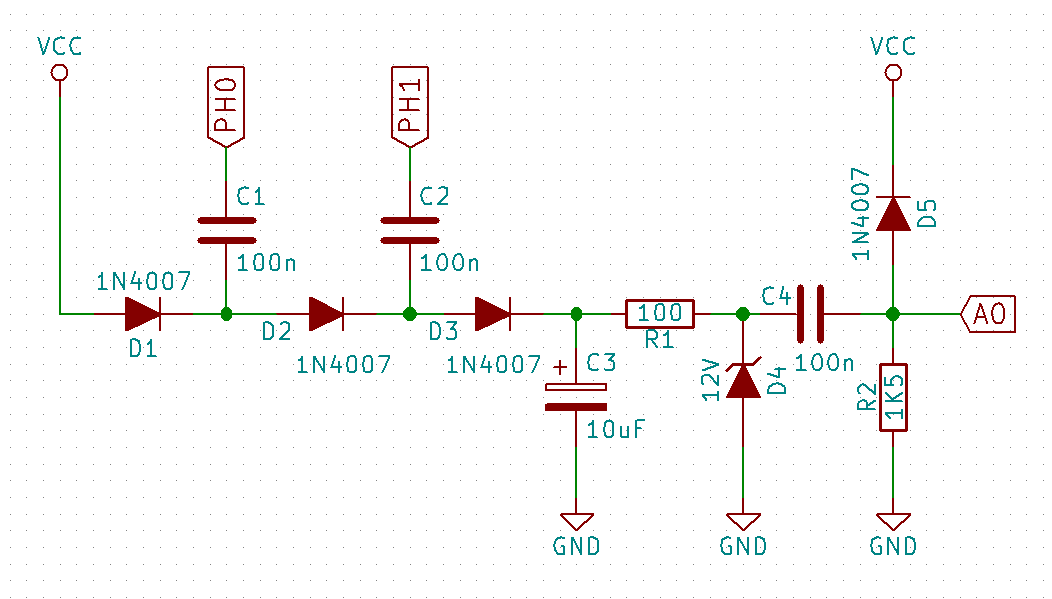 VCC
VCC
PH0
PH1
C1
100n
C2
100n
1N4007
D5
1N4007
D1
D2
1N4007
D3
1N4007
100
R1
C4
100n
A0
+
C3
10uF
12V
D4
R2
1K5
GND
GND
GND